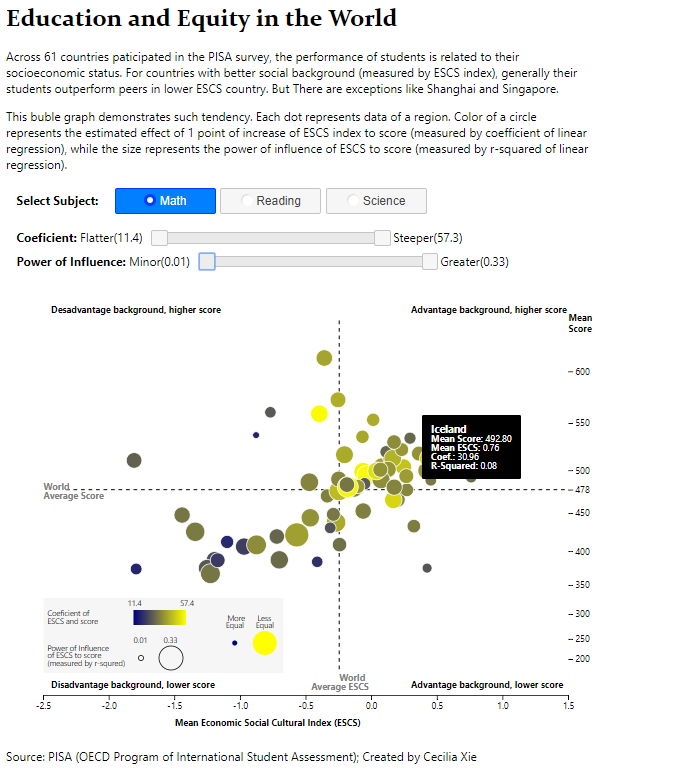 Education and Equity in the World
Across 61 countries paticipated in the PISA survey, the performance of students is related to their
socioeconomic status. For countries with better social background (measured by ESCS index), generally their
students outperform peers in lower ESCS country. But There are exceptions like Shanghai and Singapore.
This buble graph demonstrates such tendency. Each dot represents data of a region. Color of a circle
represents the estimated effect of 1 point of increase of ESCS index to score (measured by coefficient of linear
regression), while the size represents the power of influence of ESCS to score (measured by r-squared of linear
regression).
Select Subject: Math Reading Science
Coeficient: Flatter(11.4) Steeper(57.3)
Power of Influence: Minor(0.01) Greater(0.33)
Desadvantage background, higher score
Advantage background, higher score
Mean
Score
600
550
500
478
450
400
350
300
250
200
Iceland
Mean Score: 492.80
Mean ESCS: 0.76
Coef.: 30.96
R-Squared: 0.08
World
Average Score
11.4 57.4
Coefficient of
ESCS and score
More
Equal
Less
Equal
0.01 0.33
Power of Influence
of ESCS to score
(measured by r-squred)
World
Average ESCS
Disadvantage background, lower score
Advantage background, lower score
-2.5 -2.0 -1.5 -1.0 -0.5 0.0 0.5 1.0 1.5
Mean Economic Social Cultural Index (ESCS)
Source: PISA (OECD Program of International Student Assessment); Created by Cecilia Xie